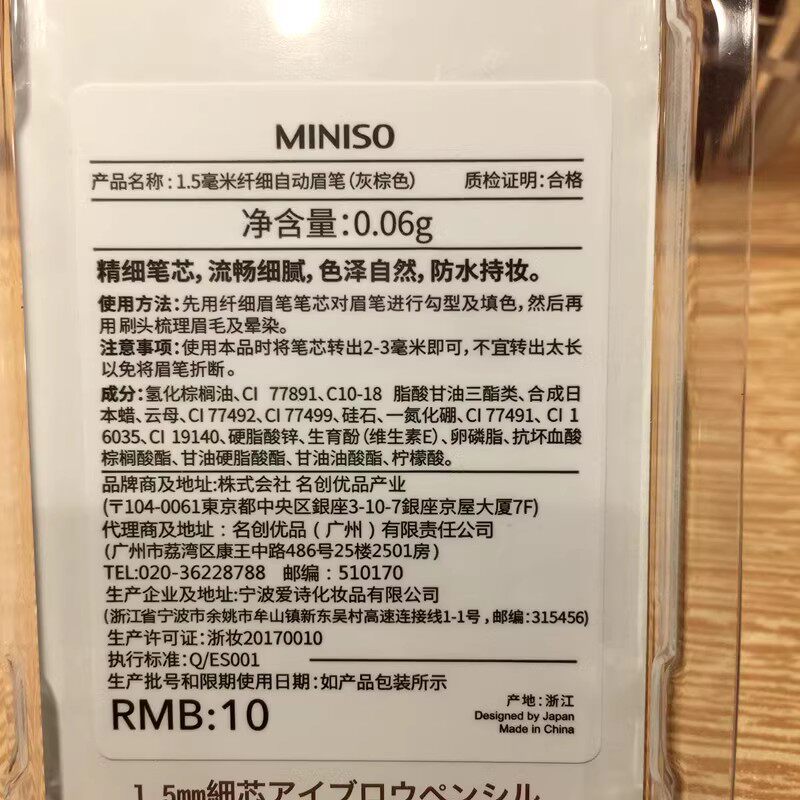 MINISO
产品名称：1.5毫米纤细自动眉笔（灰棕色） 质检证明：合格
净含量：0.06g
精细笔芯，流畅细腻，色泽自然，防水持妆。
使用方法：先用纤细眉笔笔芯对眉笔进行勾型及填色，然后再
用刷头梳理眉毛及晕染。
注意事项：使用本品时将笔芯转出2-3毫米即可，不宜转出太长
以免将眉笔折断。
成分：氢化棕榈油、CI 77891、C10-18 脂酸甘油三酯类、合成日
本蜡、云母、CI 77492、CI 77499、硅石、一氮化硼、CI 77491、CI 1
6035、CI 19140、硬脂酸锌、生育酚（维生素E）、卵磷脂、抗坏血酸
棕榈酸酯、甘油硬脂酸酯、甘油油酸酯、柠檬酸。
品牌商及地址:株式会社 名创优品产业
(〒104-0061東京都中央区銀座3-10-7銀座京屋大厦7F)
代理商及地址：名创优品（广州）有限责任公司
(广州市荔湾区康王中路486号25楼2501房)
TEL:020-36228788 邮编：510170
生产企业及地址:宁波爱诗化妆品有限公司
(浙江省宁波市余姚市牟山镇新东吴村高速连接线1-1号，邮编：315456)
生产许可证：浙妆20170010
执行标准：Q/ES001
生产批号和限期使用日期：如产品包装所示
RMB:10
产地：浙江
Designed by Japan
Made in China
1.5mm細芯アイブロウペンシル